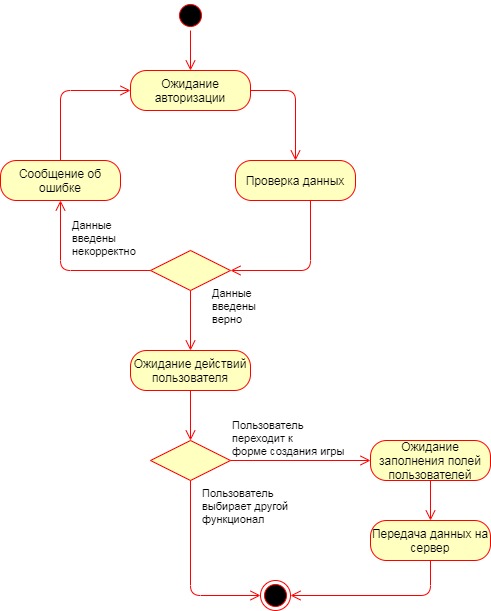 Ожидание
авторизации
Сообщение об
ошибке
Проверка данных
Данные
введены
некорректно
Данные
введены
верно
Ожидание действий
пользователя
Пользователь
переходит к
форме создания игры
Ожидание
заполнения полей
пользователей
Пользователь
выбирает другой
функционал
Передача данных на
сервер